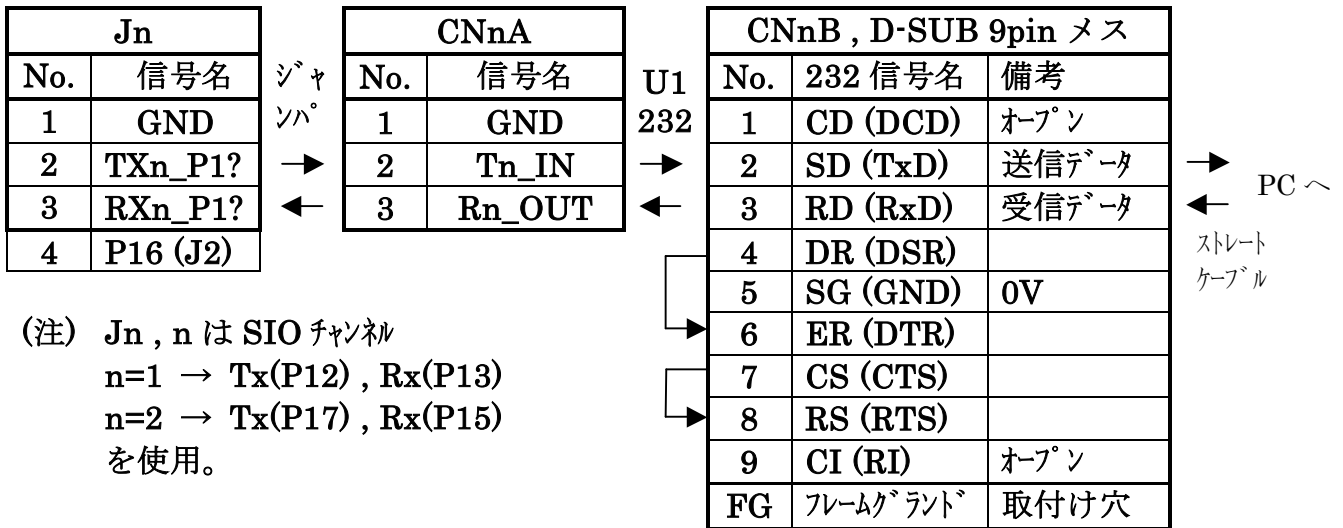 Jn
No. 信号名
1 GND
2 TXn_P1?
3 RXn_P1?
4 P16 (J2)
ｼﾞｬ
ﾝﾊﾟ
CNnA
No. 信号名
1 GND
2 Tn_IN
3 Rn_OUT
U1
232
CNnB , D-SUB 9pin メス
No. 232 信号名 備考
1 CD (DCD) ｵｰﾌﾟﾝ
2 SD (TxD) 送信ﾃﾞｰﾀ
3 RD (RxD) 受信ﾃﾞｰﾀ
4 DR (DSR)
5 SG (GND) 0V
6 ER (DTR)
7 CS (CTS)
8 RS (RTS)
9 CI (RI) ｵｰﾌﾟﾝ
FG ﾌﾚｰﾑｸﾞﾗﾝﾄﾞ 取付け穴
PC へ
ｽﾄﾚｰﾄ
ｹｰﾌﾞﾙ
(注) Jn , n は SIO ﾁｬﾝﾈﾙ
n=1 → Tx(P12) , Rx(P13)
n=2 → Tx(P17) , Rx(P15)
を使用。